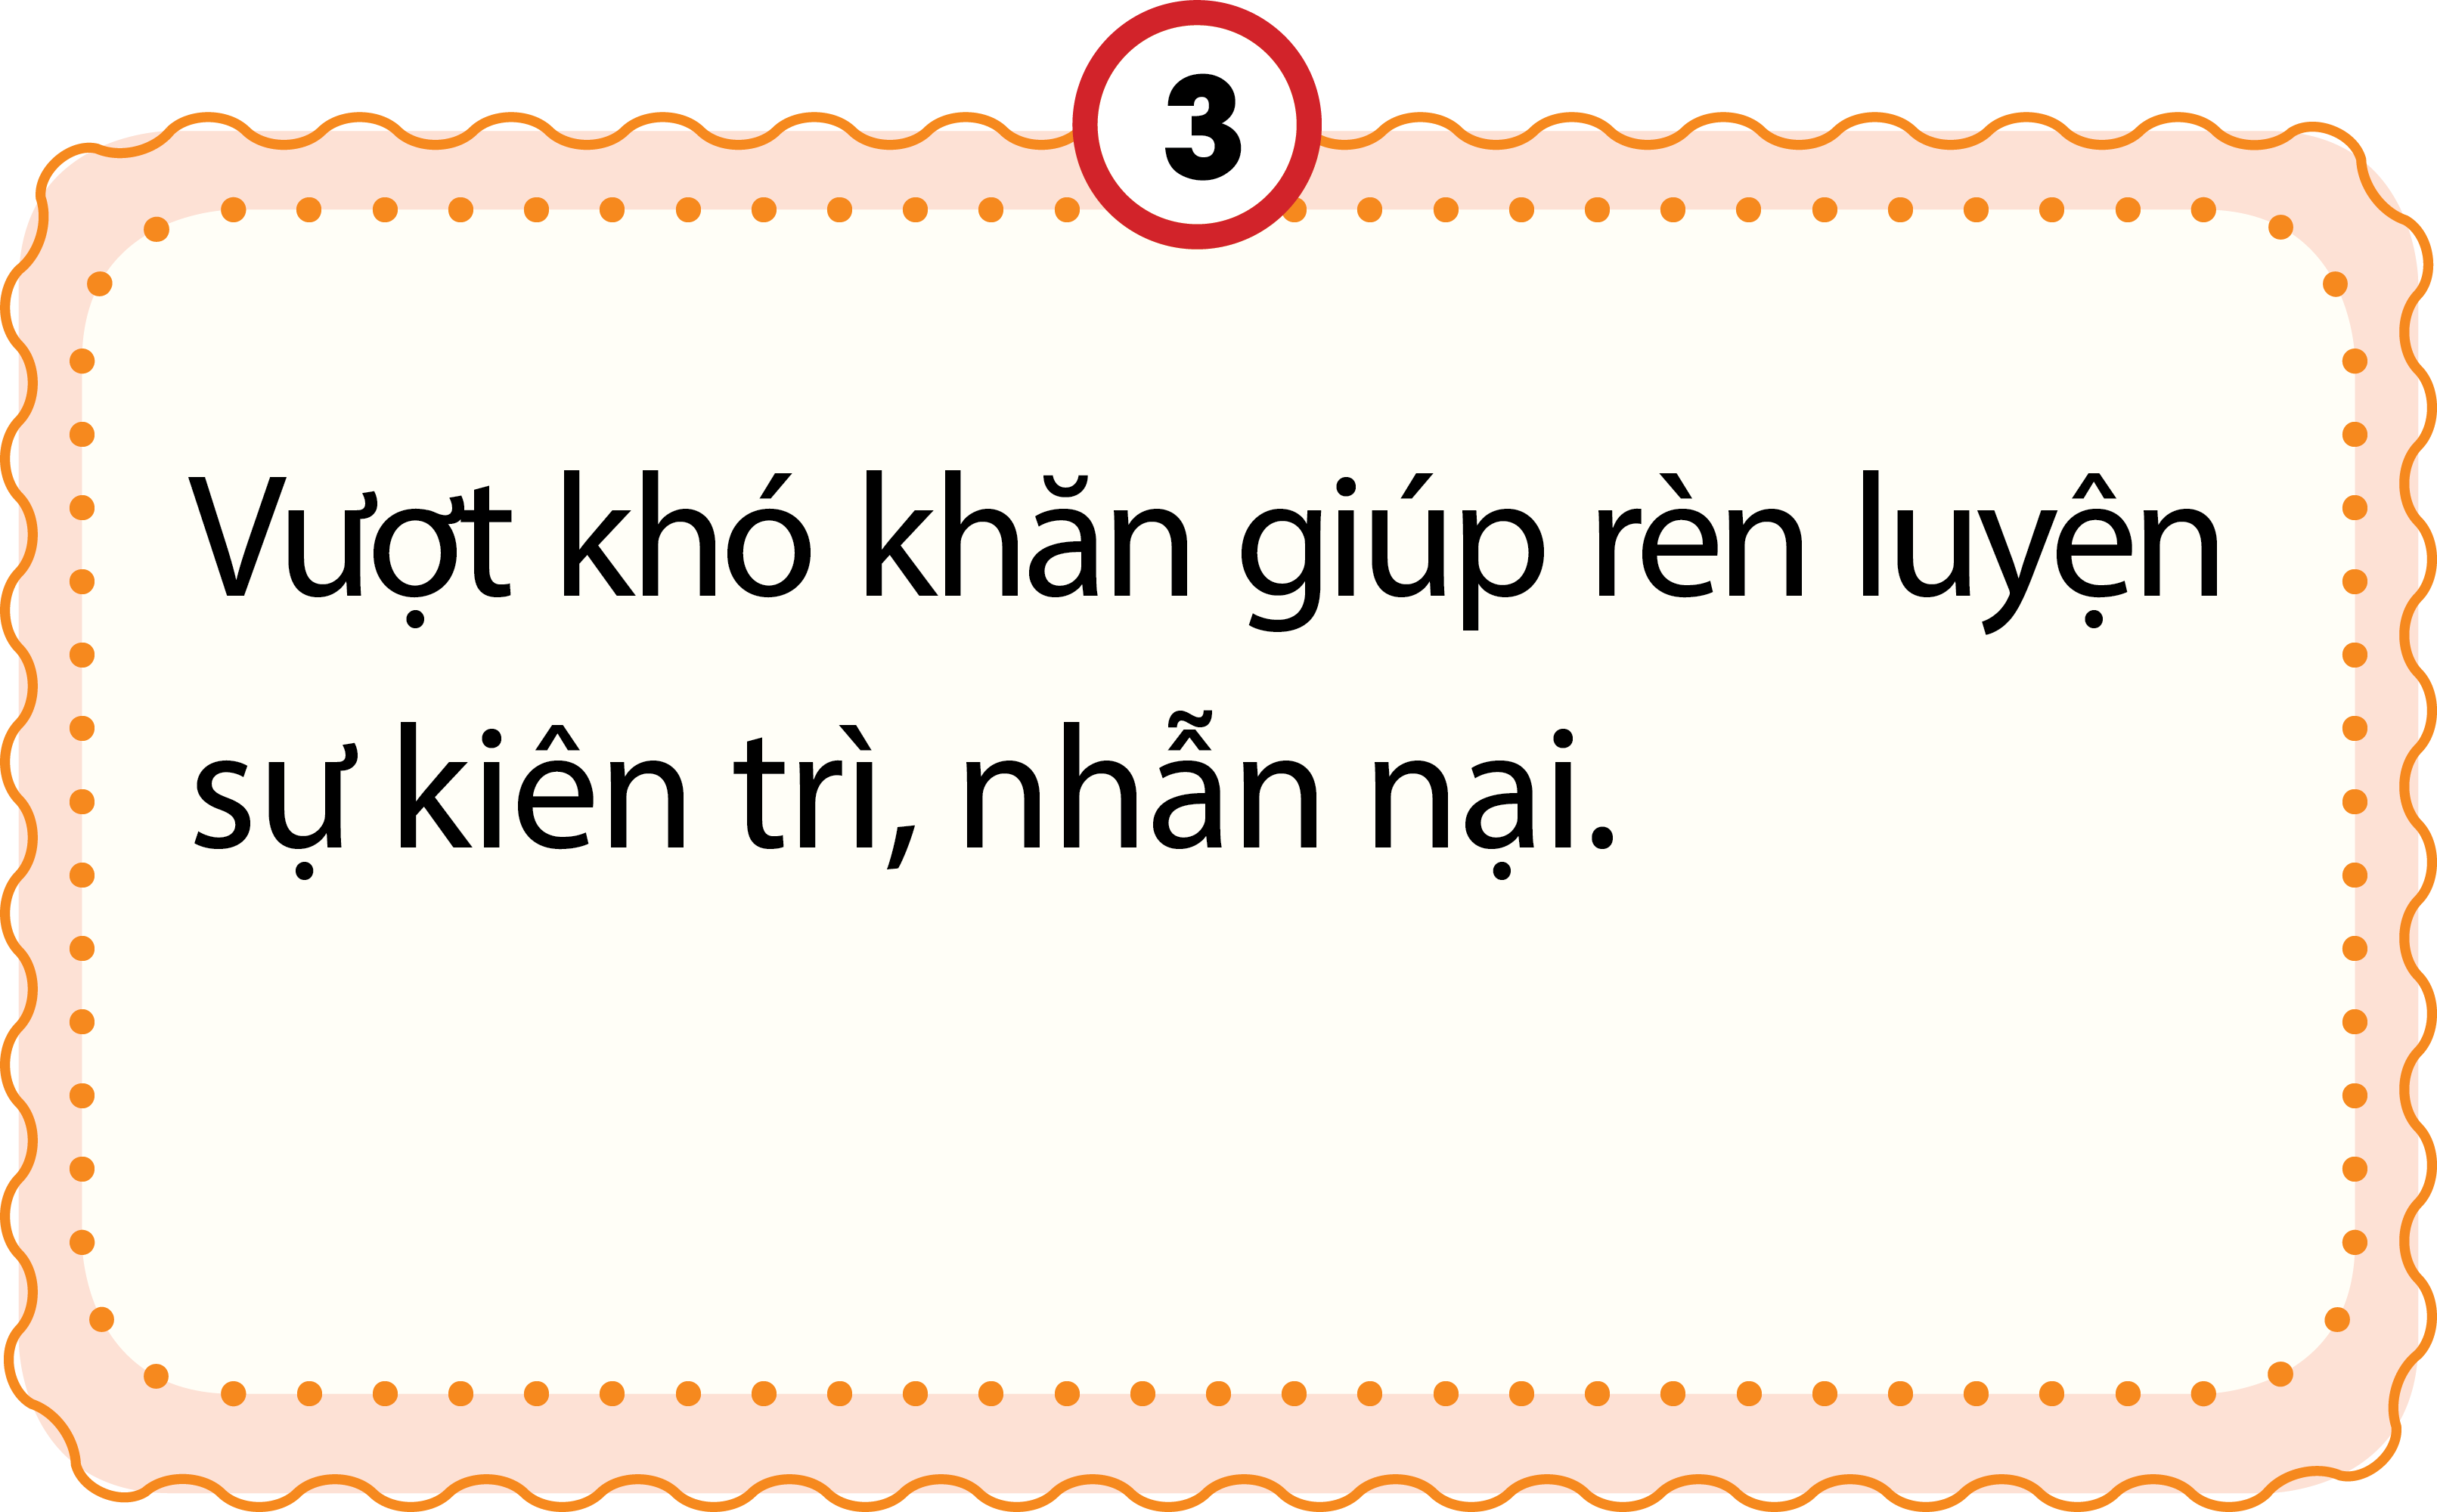 3
Vượt khó khăn giúp rèn luyện
sự kiên trì, nhẫn nại.